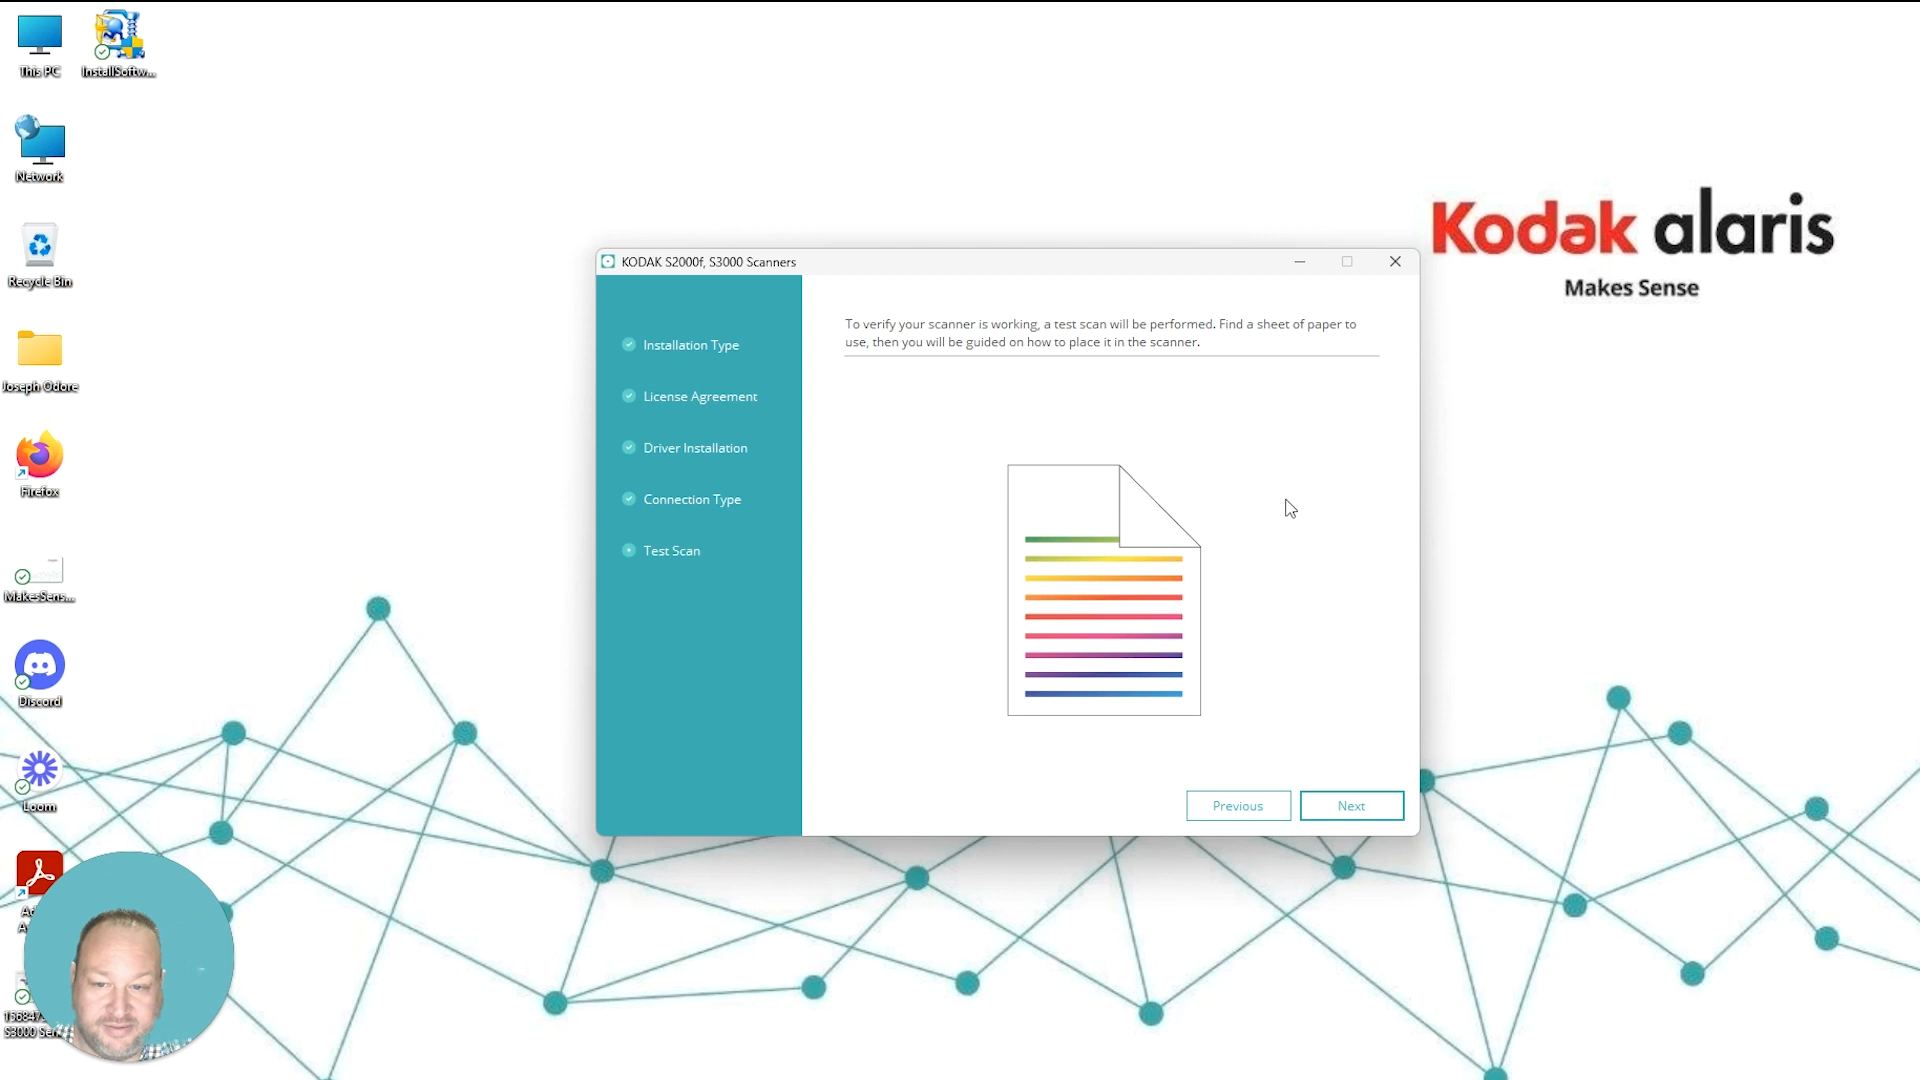 This PC
InstallSoftw...
Network
Recycle Bin
Joseph Odore
Firefox
MakesSens...
Discord
Loom
S3000
Kodak alaris
Makes Sense
KODAK S2000f, S3000 Scanners
Installation Type
License Agreement
Driver Installation
Connection Type
Test Scan
To verify your scanner is working, a test scan will be performed. Find a sheet of paper to
use, then you will be guided on how to place it in the scanner.
Previous
Next